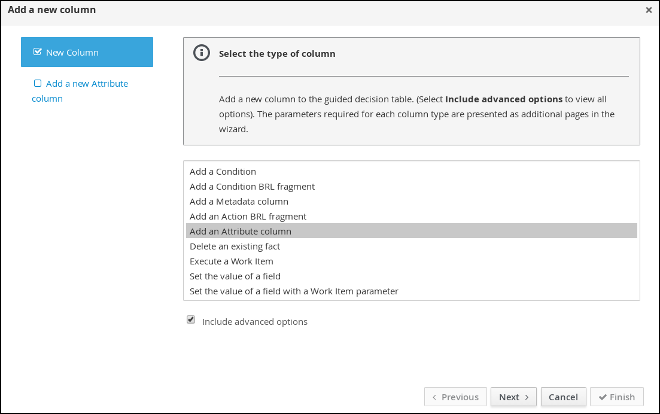 Add a new column
New Column
Add a new Attribute
column
Select the type of column
Add a new column to the guided decision table. (Select Include advanced options to view all
options). The parameters required for each column type are presented as additional pages in the
wizard.
Add a Condition
Add a Condition BRL fragment
Add a Metadata column
Add an Action BRL fragment
Add an Attribute column
Delete an existing fact
Execute a Work Item
Set the value of a field
Set the value of a field with a Work Item parameter
Include advanced options
Previous Next Cancel Finish